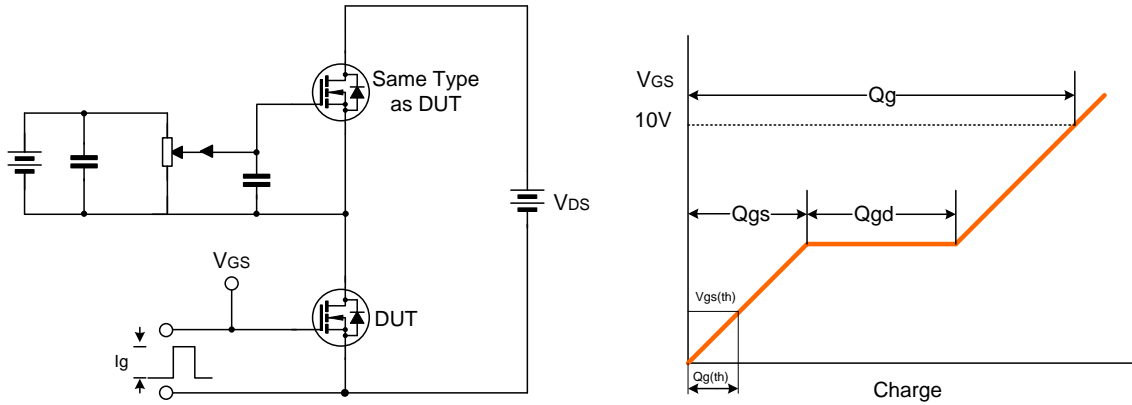 Same Type
as DUT
VDS
VGS
DUT
Ig
VGS
10V
Qg
Qgs
Qgd
Vgs(th)
Qg(th)
Charge